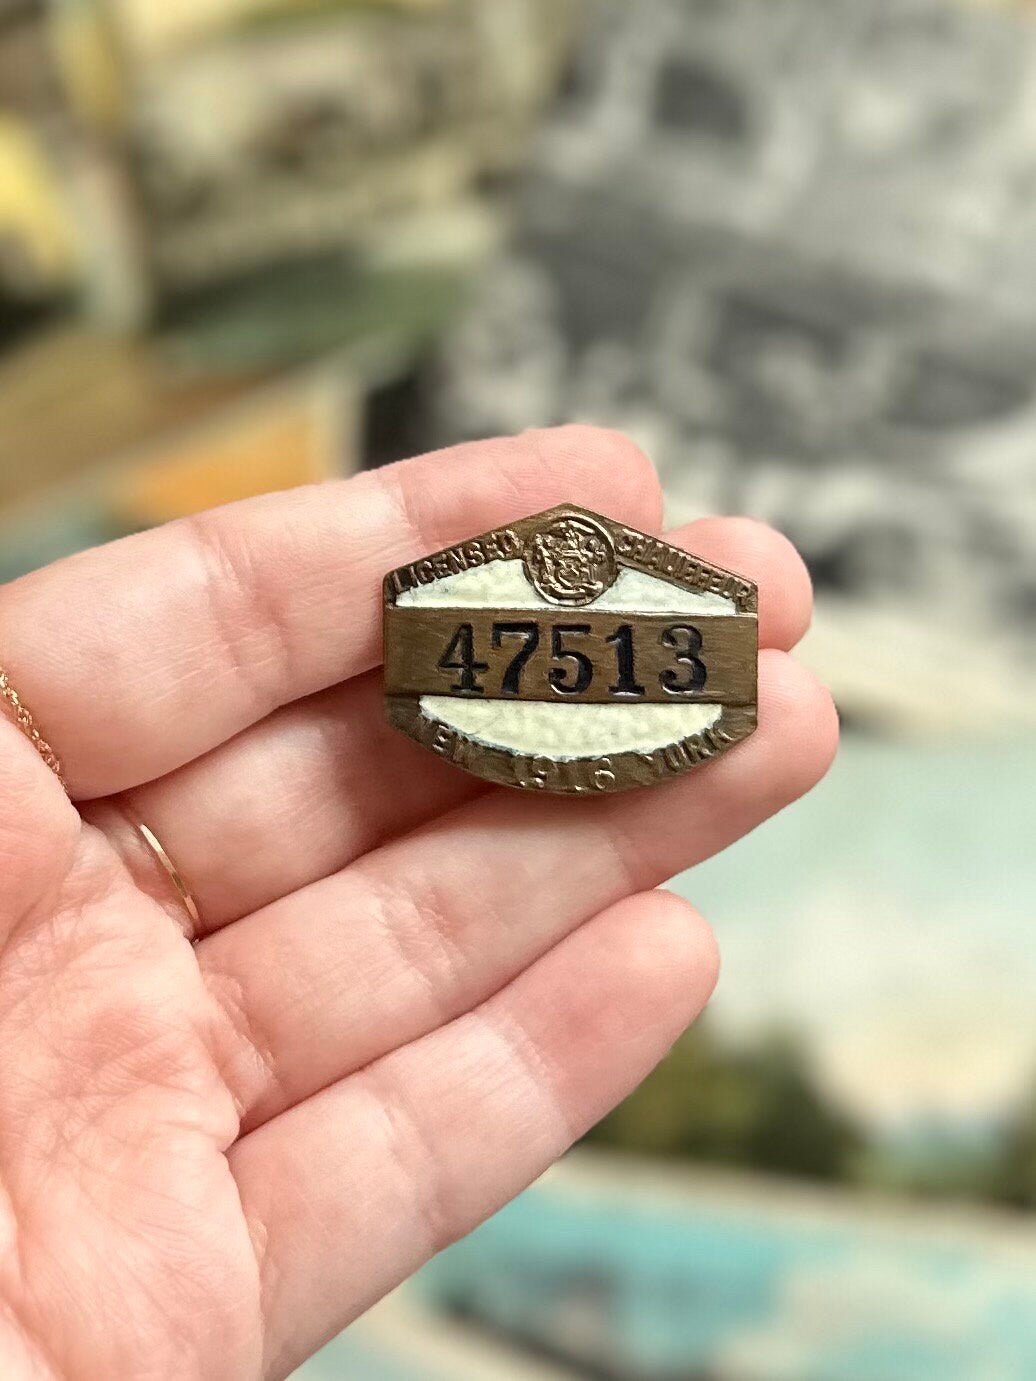 LICENSED CHAUFFEUR
47513
NEW 1916 YORK